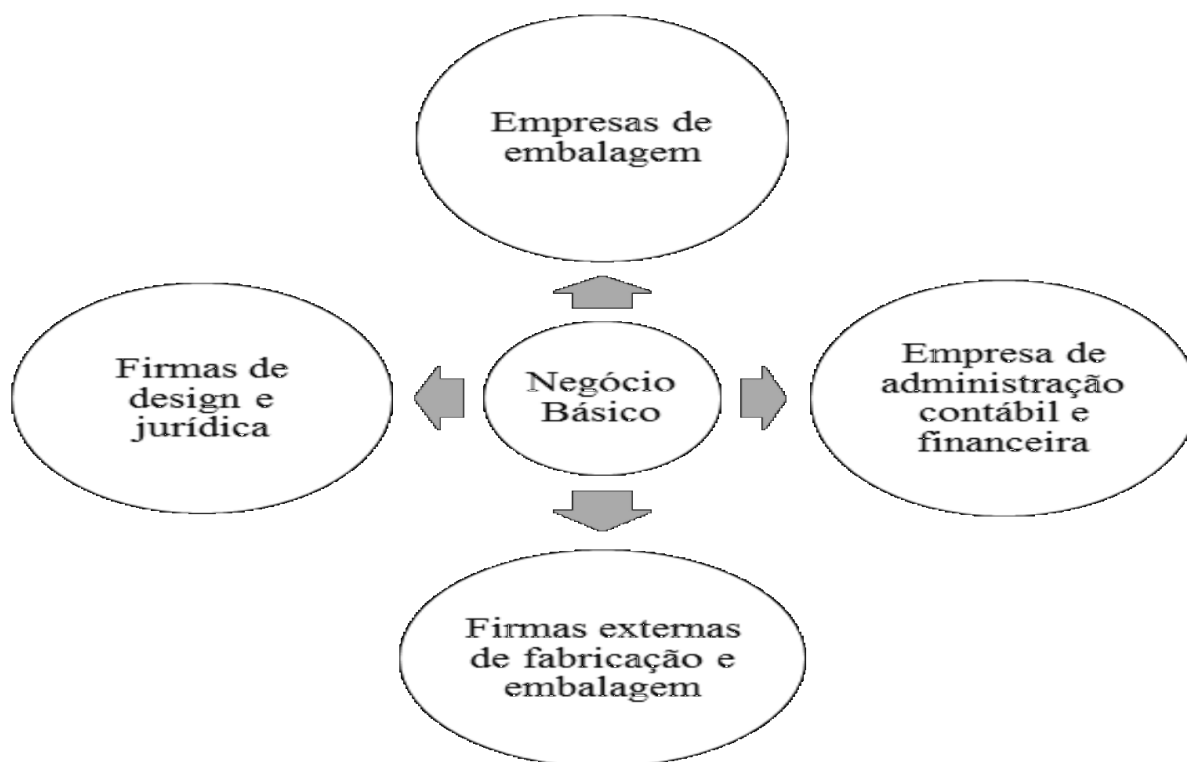 Empresas de
embalagem
Firmas de
design e
jurídica
Negócio
Básico
Empresa de
administração
contábil e
financeira
Firmas externas
de fabricação e
embalagem